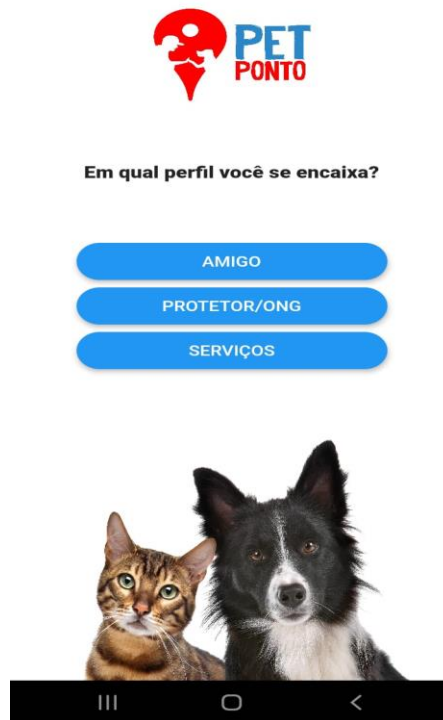 PET
PONTO
Em qual perfil você se encaixa?
AMIGO
PROTETOR/ONG
SERVIÇOS